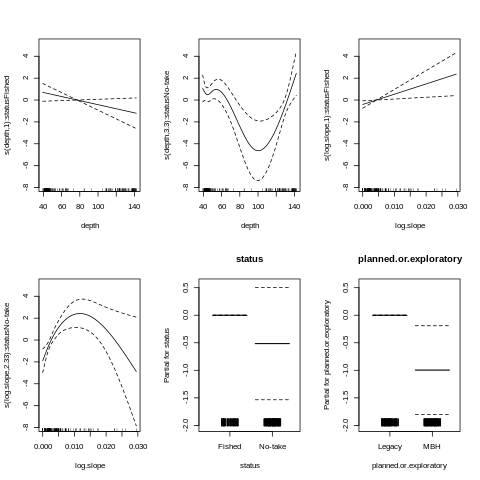 s(depth,1):statusFished
4
2
0
-2
-4
-6
-8
40 60 80 100 140
depth
s(depth,3.3):statusNo-take
4
2
0
-2
-4
-6
-8
40 60 80 100 140
depth
s(log.slope,1):statusFished
4
2
0
-2
-4
-6
-8
0.000 0.010 0.020 0.030
log.slope
s(log.slope,2.33):statusNo-take
4
2
0
-2
-4
-6
-8
0.000 0.010 0.020 0.030
log.slope
status
Partial for status
0.5
0.0
-0.5
-1.0
-1.5
-2.0
Fished No-take
status
planned.or.exploratory
Partial for planned.or.exploratory
0.5
0.0
-0.5
-1.0
-1.5
-2.0
Legacy MBH
planned.or.exploratory